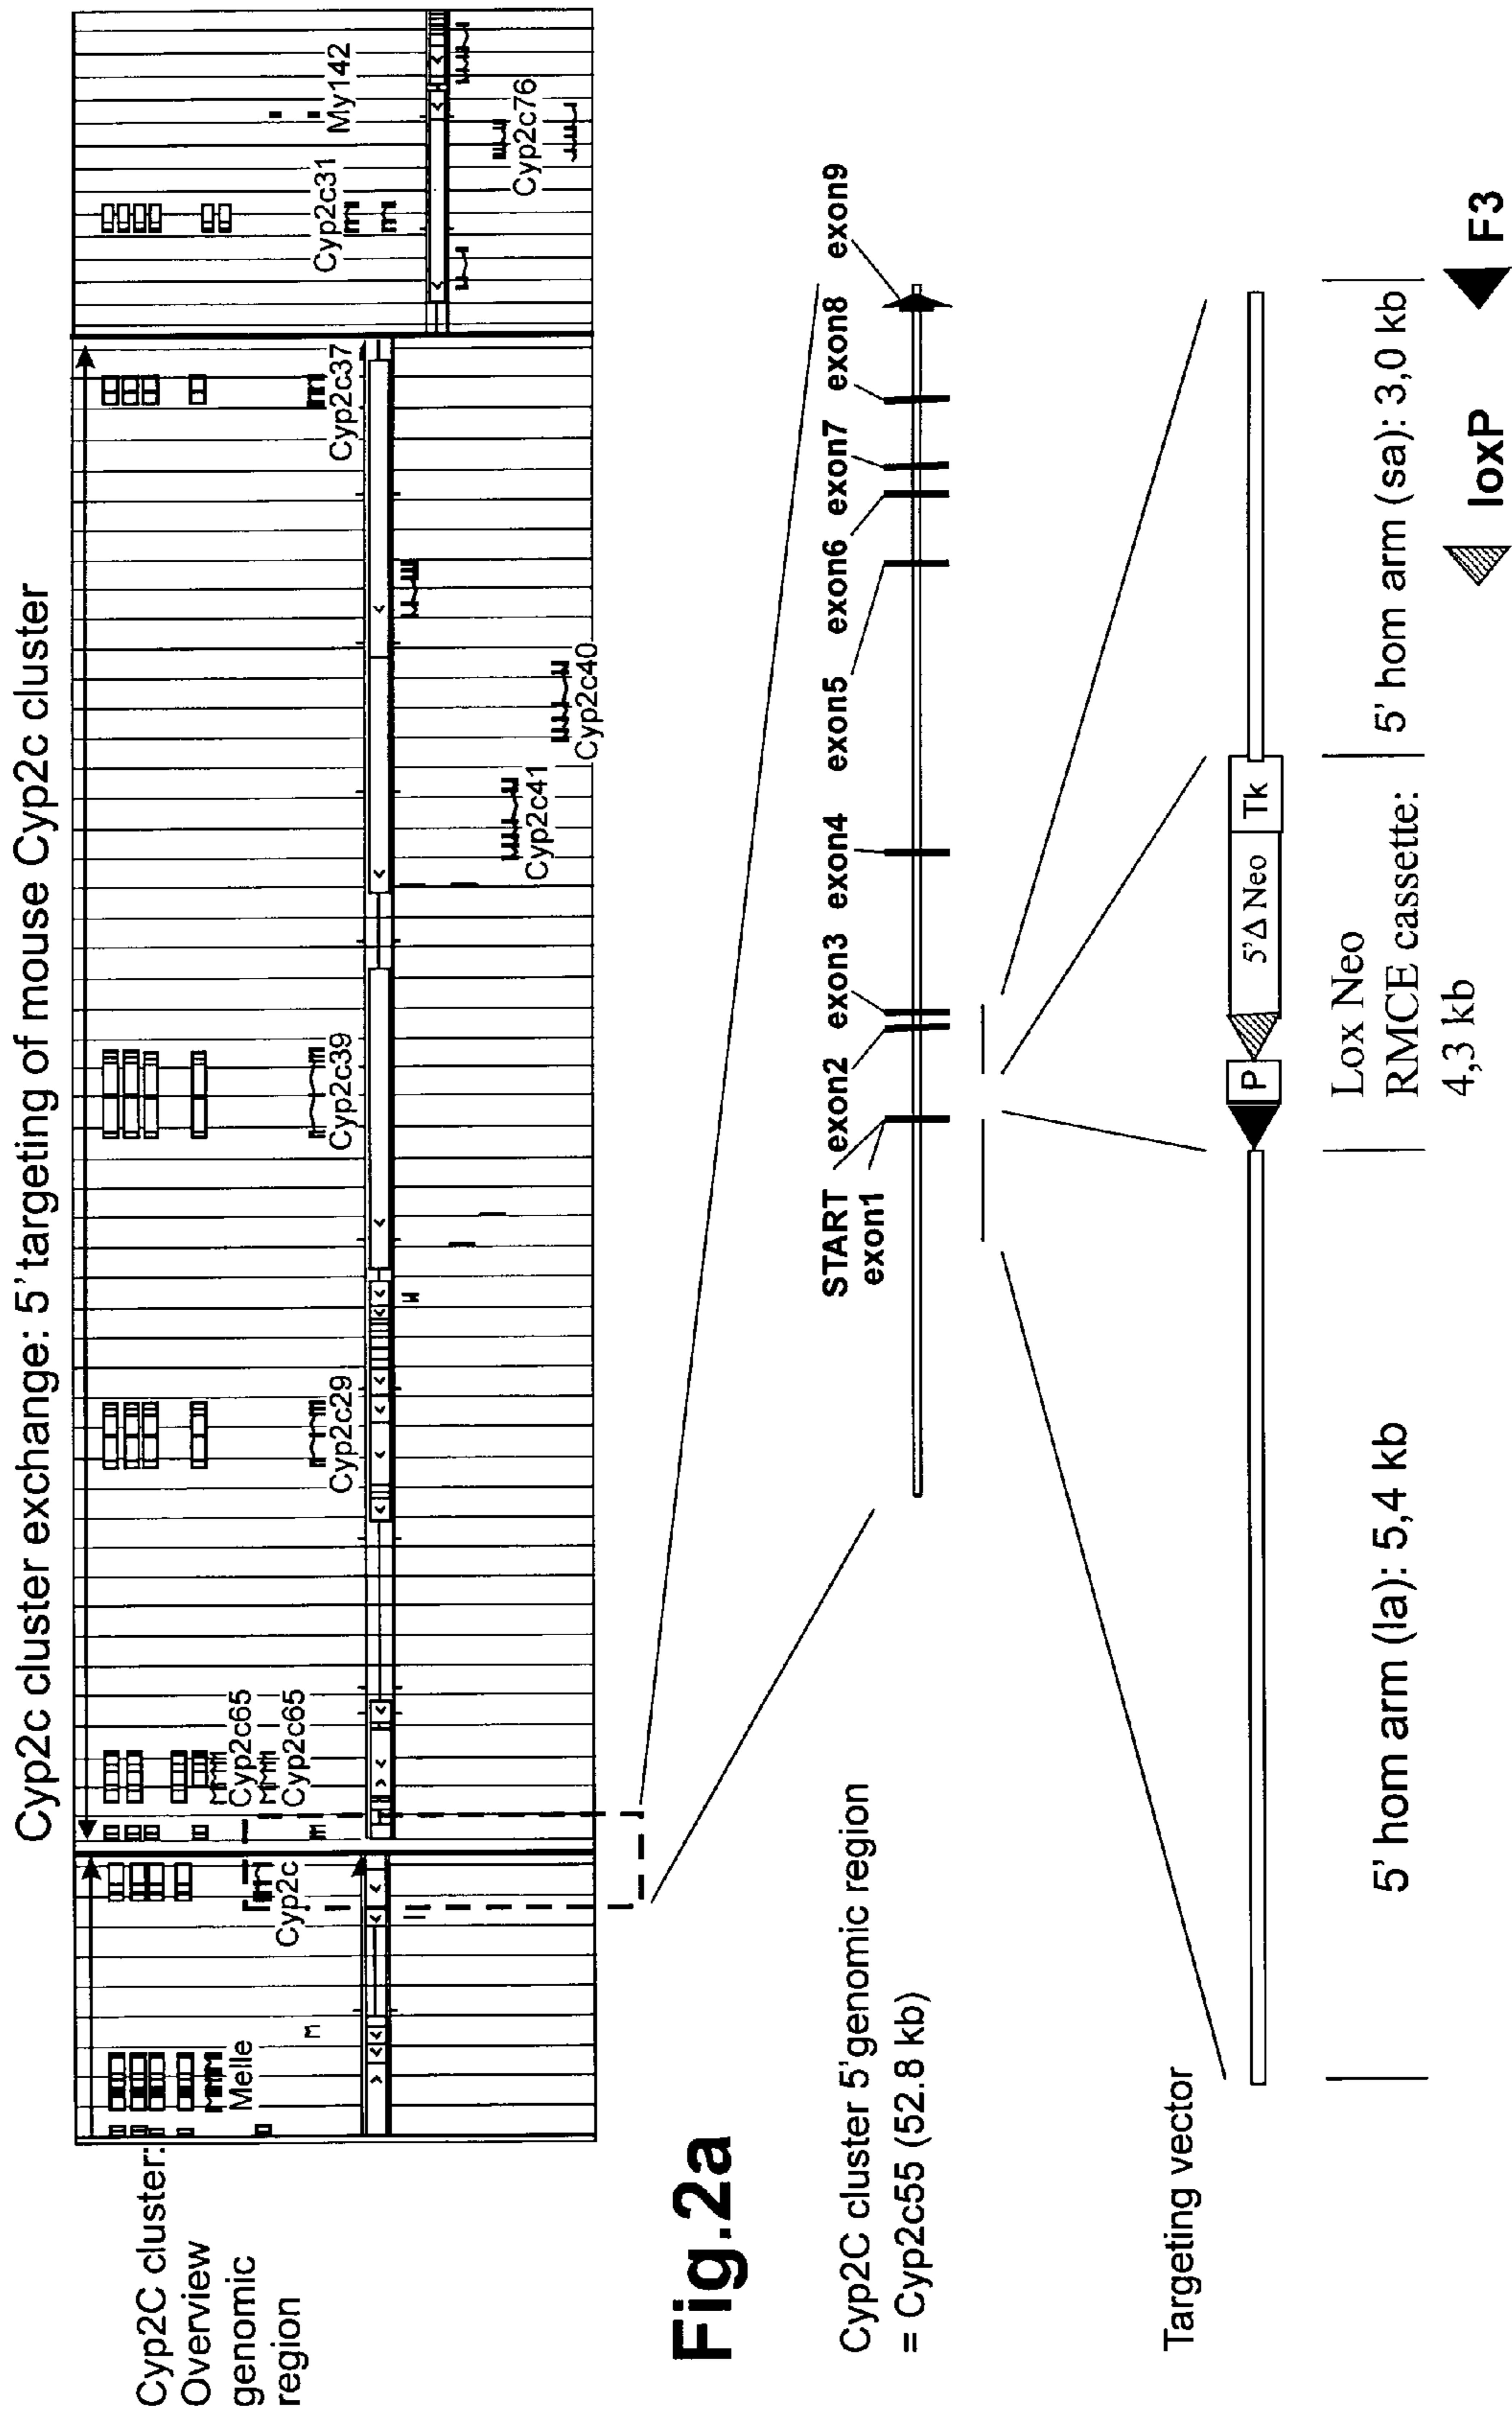 Cyp2c cluster exchange: 5' targeting of mouse Cyp2c cluster
Cyp2C cluster:
Overview
genomic
region
Melle
Cyp2c
Cyp2c65
Cyp2c65
Cyp2c29
Cyp2c39
Cyp2c41
Cyp2c40
Cyp2c37
Cyp2c31
My142
Cyp2c76
Fig.2a
Cyp2C cluster 5'genomic region
= Cyp2c55 (52.8 kb)
START
exon1
exon2
exon3
exon4
exon5
exon6
exon7
exon8
exon9
Targeting vector
P
5'Δ Neo
Tk
5' hom arm (la): 5,4 kb
Lox Neo
RMCE cassette:
4,3 kb
5' hom arm (sa): 3,0 kb
loxP
F3